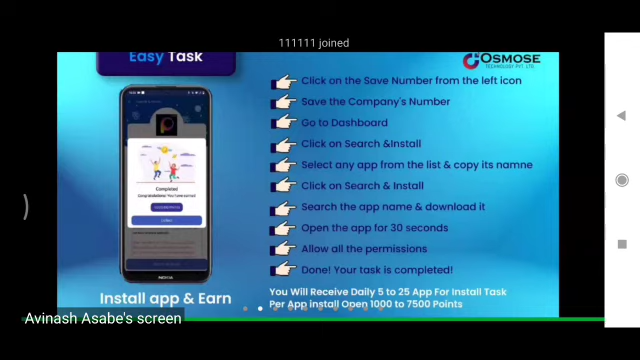 111111 joined
Easy Task
OSMOSE
TECHNOLOGY PVT. LTD.
Click on the Save Number from the left icon
Save the Company's Number
Go to Dashboard
Click on Search &Install
Select any app from the list & copy its namne
Click on Search & Install
Search the app name & download it
Open the app for 30 seconds
Allow all the permissions
Done! Your task is completed!
Completed
NOKIA
Install app & Earn
You Will Receive Daily 5 to 25 App For Install Task
Per App install Open 1000 to 7500 Points
Avinash Asabe's screen